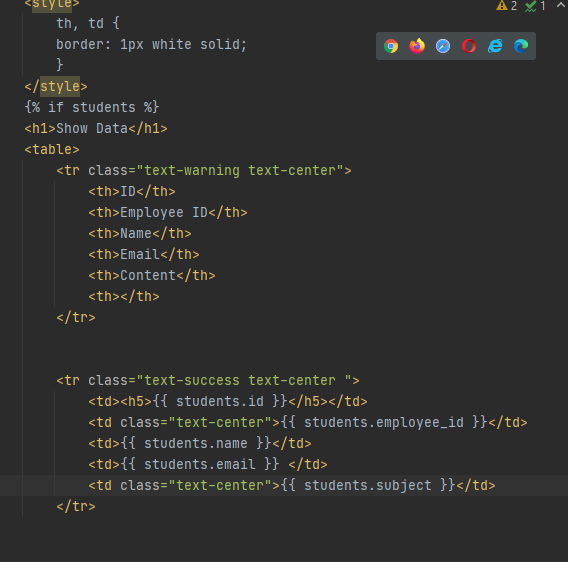 <style>
th, td {
border: 1px white solid;
}
</style>
2 1
{% if students %}
<h1>Show Data</h1>
<table>
<tr class="text-warning text-center">
<th>ID</th>
<th>Employee ID</th>
<th>Name</th>
<th>Email</th>
<th>Content</th>
<th></th>
</tr>
<tr class="text-success text-center ">
<td><h5>{{ students.id }}</h5></td>
<td class="text-center">{{ students.employee_id }}</td>
<td>{{ students.name }}</td>
<td>{{ students.email }} </td>
<td class="text-center">{{ students.subject }}</td>
</tr>